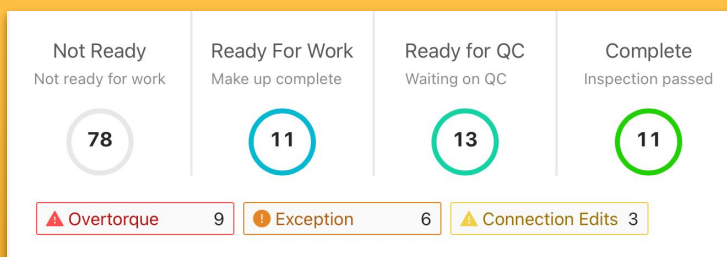 Not Ready
Not ready for work
78
Ready For Work
Make up complete
11
Ready for QC
Waiting on QC
13
Complete
Inspection passed
11
Overtorque 9
Exception 6
Connection Edits 3